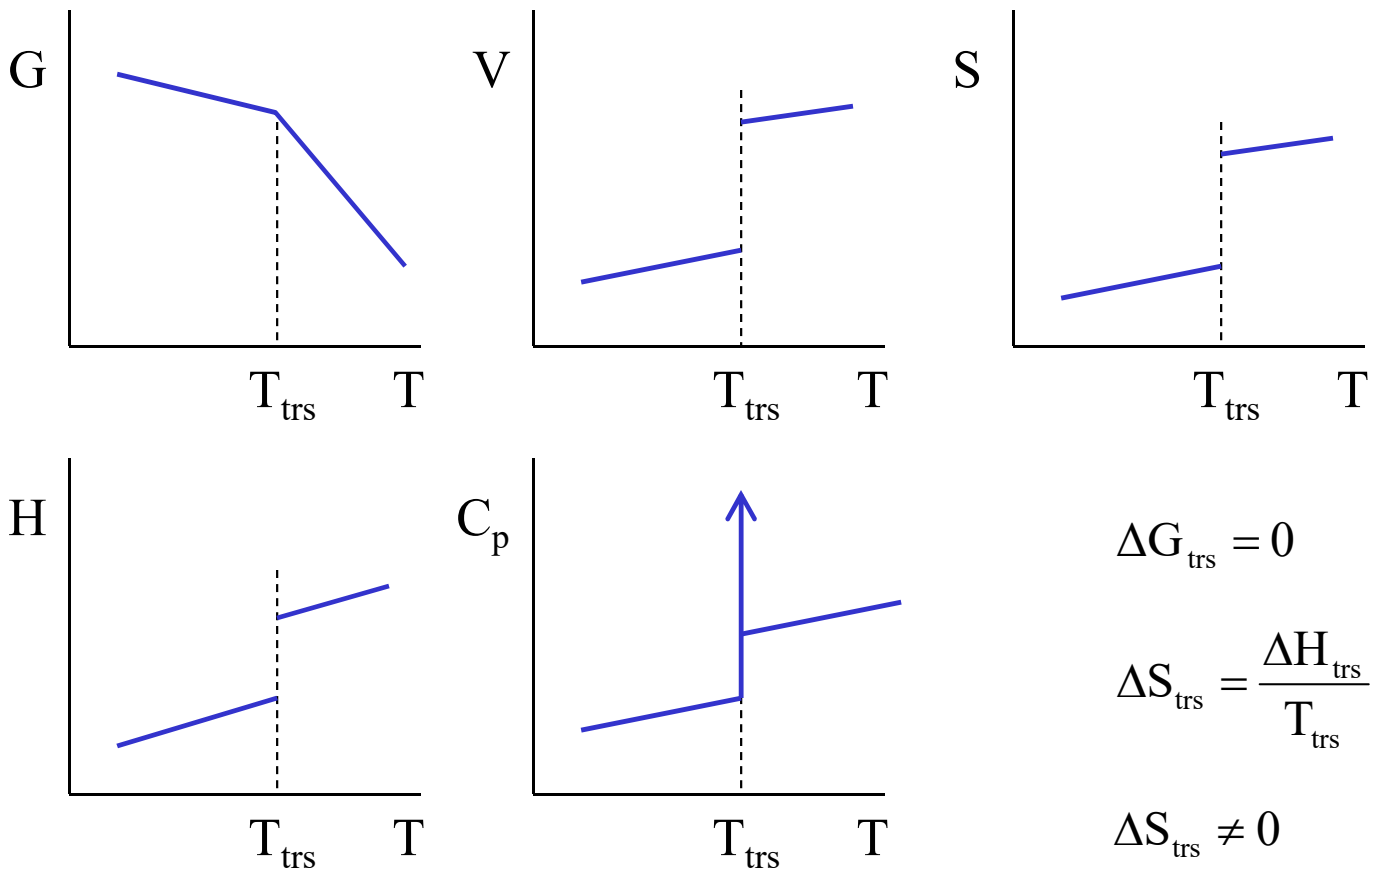 G
V
S
T_trs T
T_trs T
T_trs T
H
C_p
ΔG_trs = 0
ΔS_trs = ΔH_trs / T_trs
ΔS_trs ≠ 0
T_trs T
T_trs T